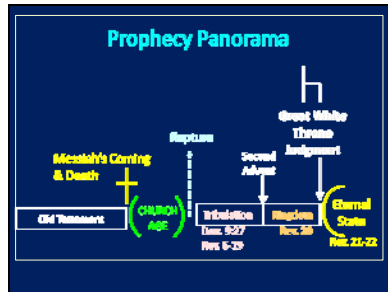 Prophecy Panorama
Great White
Throne
Judgement
Rapture
Second
Advent
Messiah's Coming
& Death
Old Testament
CHURCH
AGE
Tribulation
Dan. 9:27
Rev. 6-19
Kingdom
Rev. 20
Eternal
State
Rev. 21-22